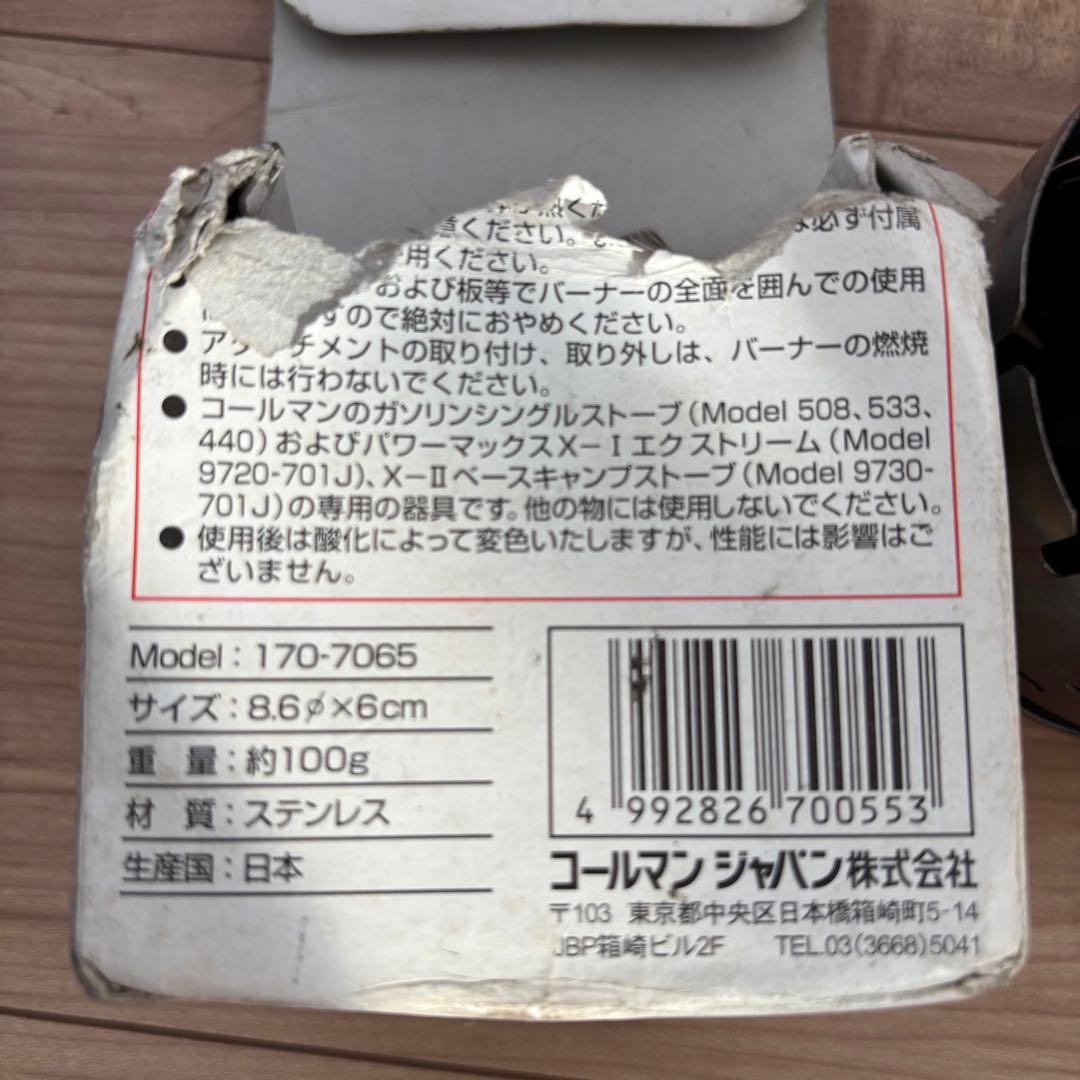 意ください。
は必ず付属
用ください。
および板等でバーナーの全面を囲んでの使用
すので絶対におやめください。
● アタッチメントの取り付け、取り外しは、バーナーの燃焼
時には行わないでください。
● コールマンのガソリンシングルストーブ(Model 508、533、
440)およびパワーマックスX-Ⅰエクストリーム(Model
9720-701J)、X-Ⅱベースキャンプストーブ(Model 9730-
701J)の専用の器具です。他の物には使用しないでください。
● 使用後は酸化によって変色いたしますが、性能には影響はご
ざいません。
Model : 170-7065
サイズ : 8.6φ×6cm
重 量 : 約100g
材 質 : ステンレス
生産国 : 日本
4 992826 700553
コールマン ジャパン株式会社
〒103 東京都中央区日本橋箱崎町5-14
JBP箱崎ビル2F TEL.03(3668)5041